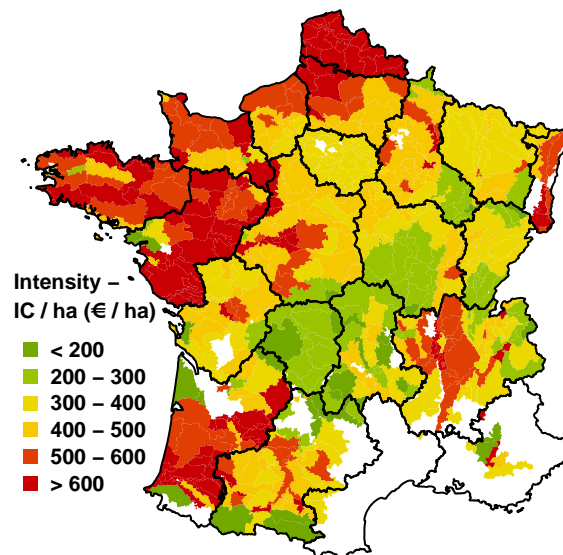 Intensity –
IC / ha (€ / ha)
< 200
200 – 300
300 – 400
400 – 500
500 – 600
> 600